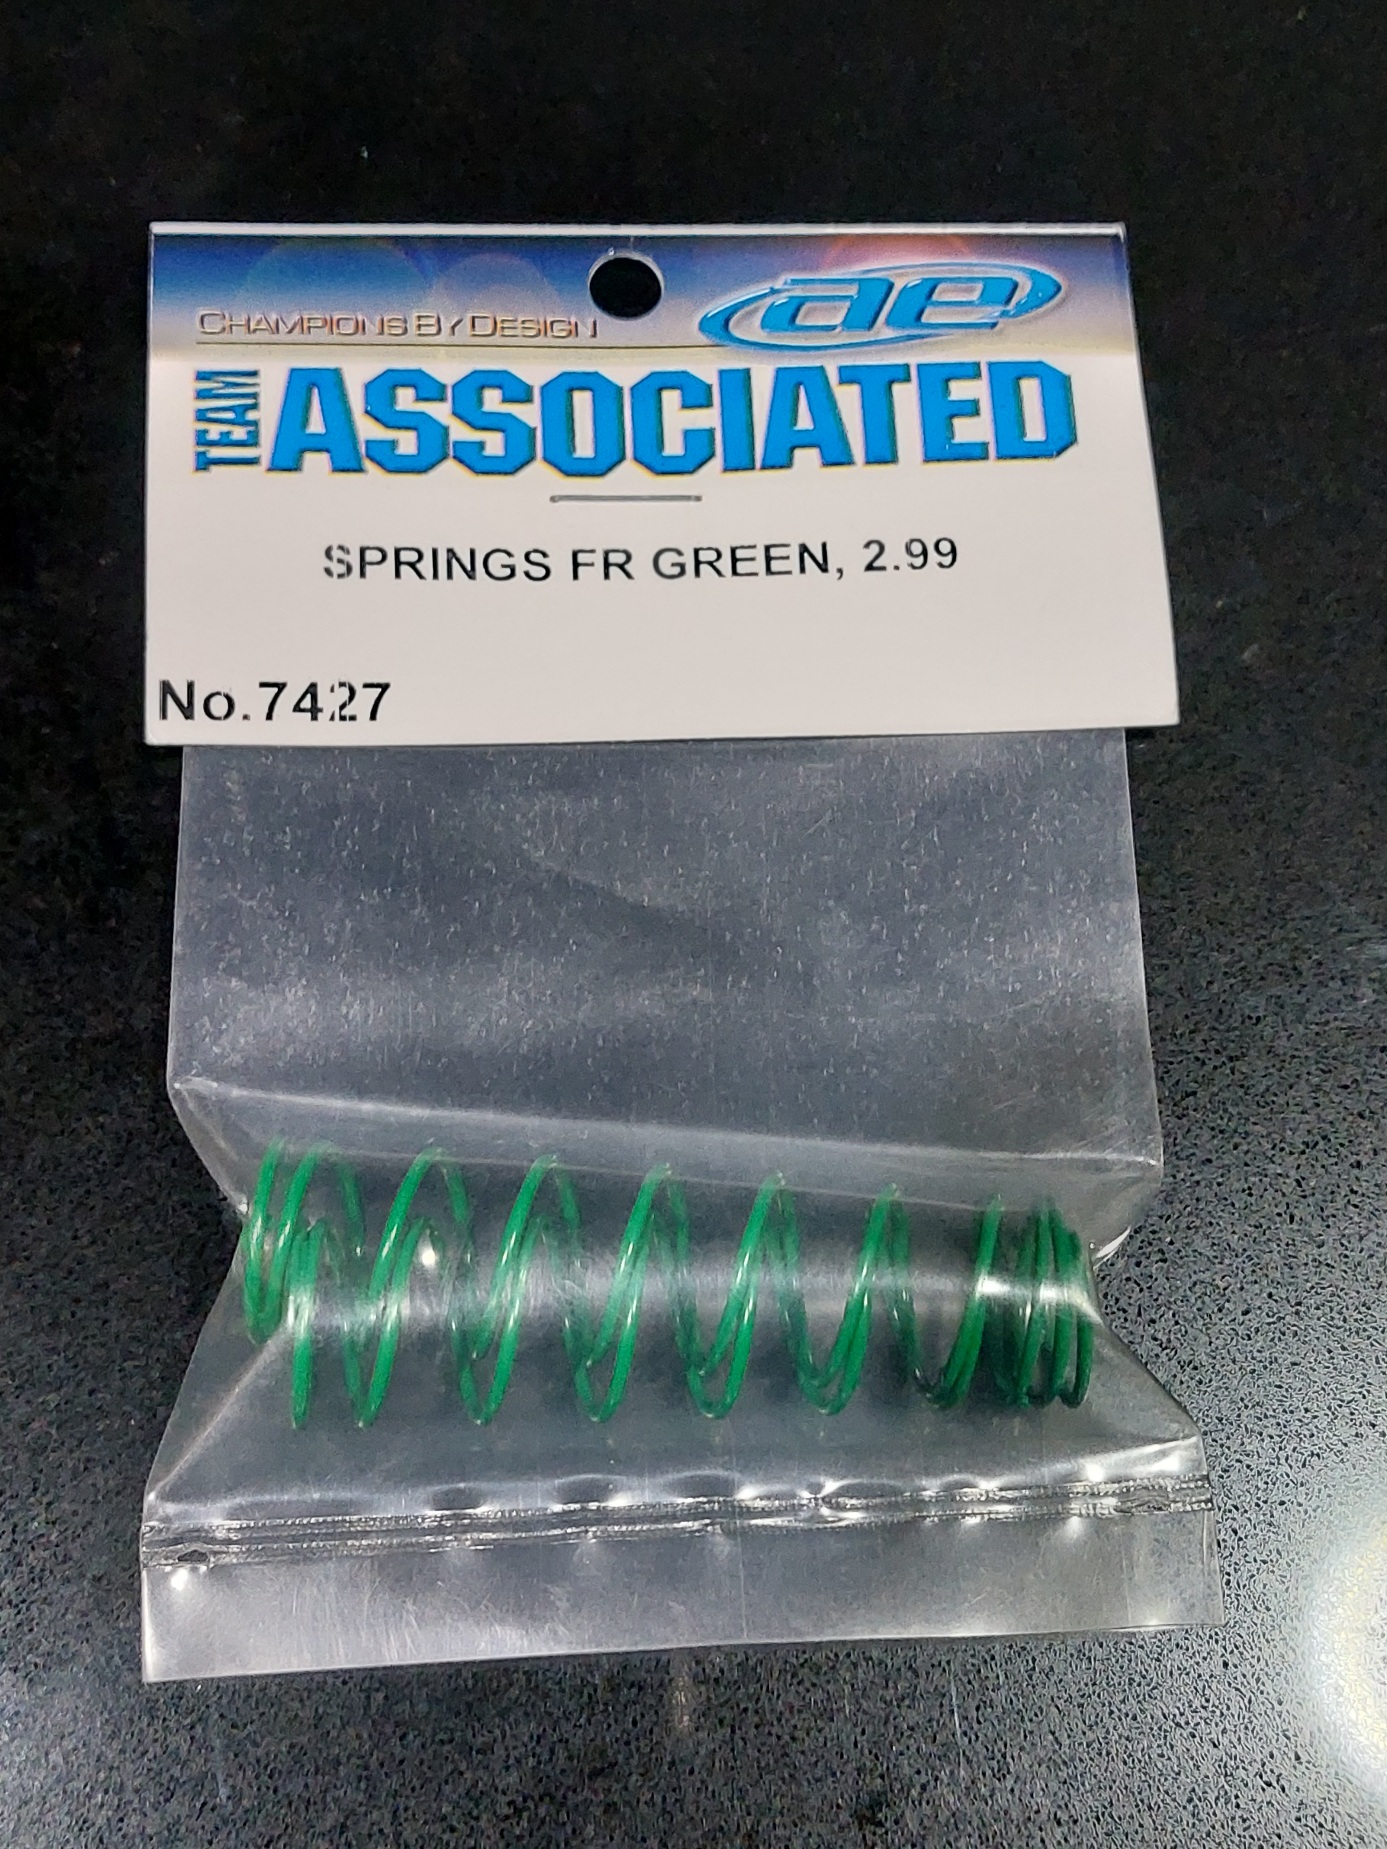 CHAMPIONS BY DESIGN
ae
TEAM ASSOCIATED
SPRINGS FR GREEN, 2.99
No.7427